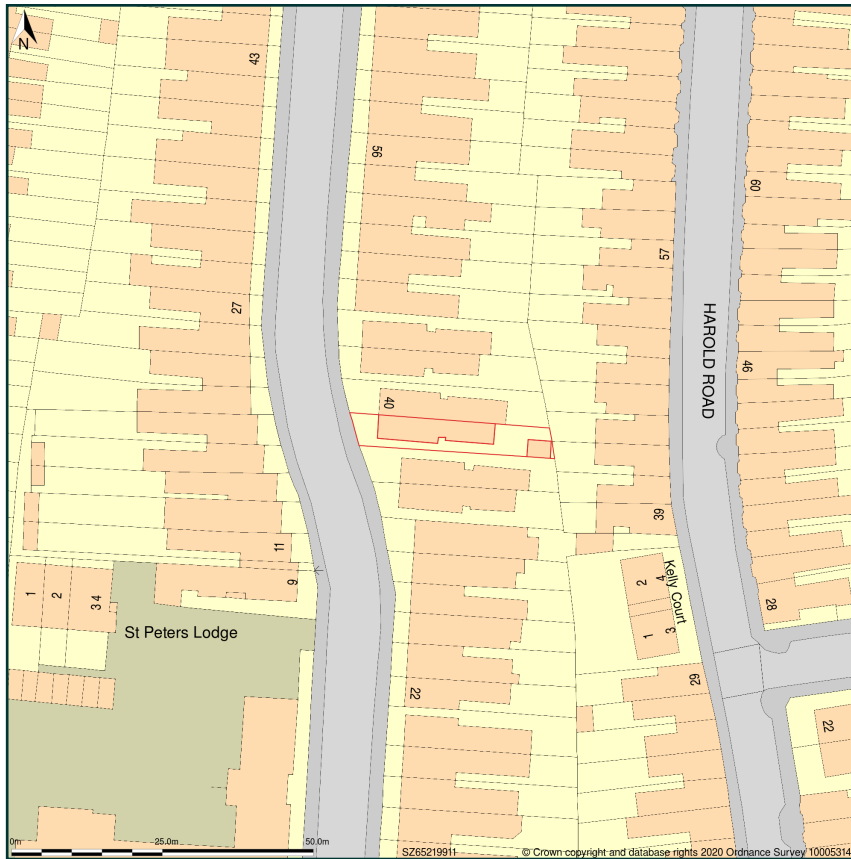 N
43
56
60
57
27
HAROLD ROAD
46
40
39
11
9
Kelly Court
2
4
1
3
28
1
2
3 4
St Peters Lodge
29
22
22
0m
25.0m
50.0m
SZ65219911
© Crown copyright and database rights 2020 Ordnance Survey 10005314